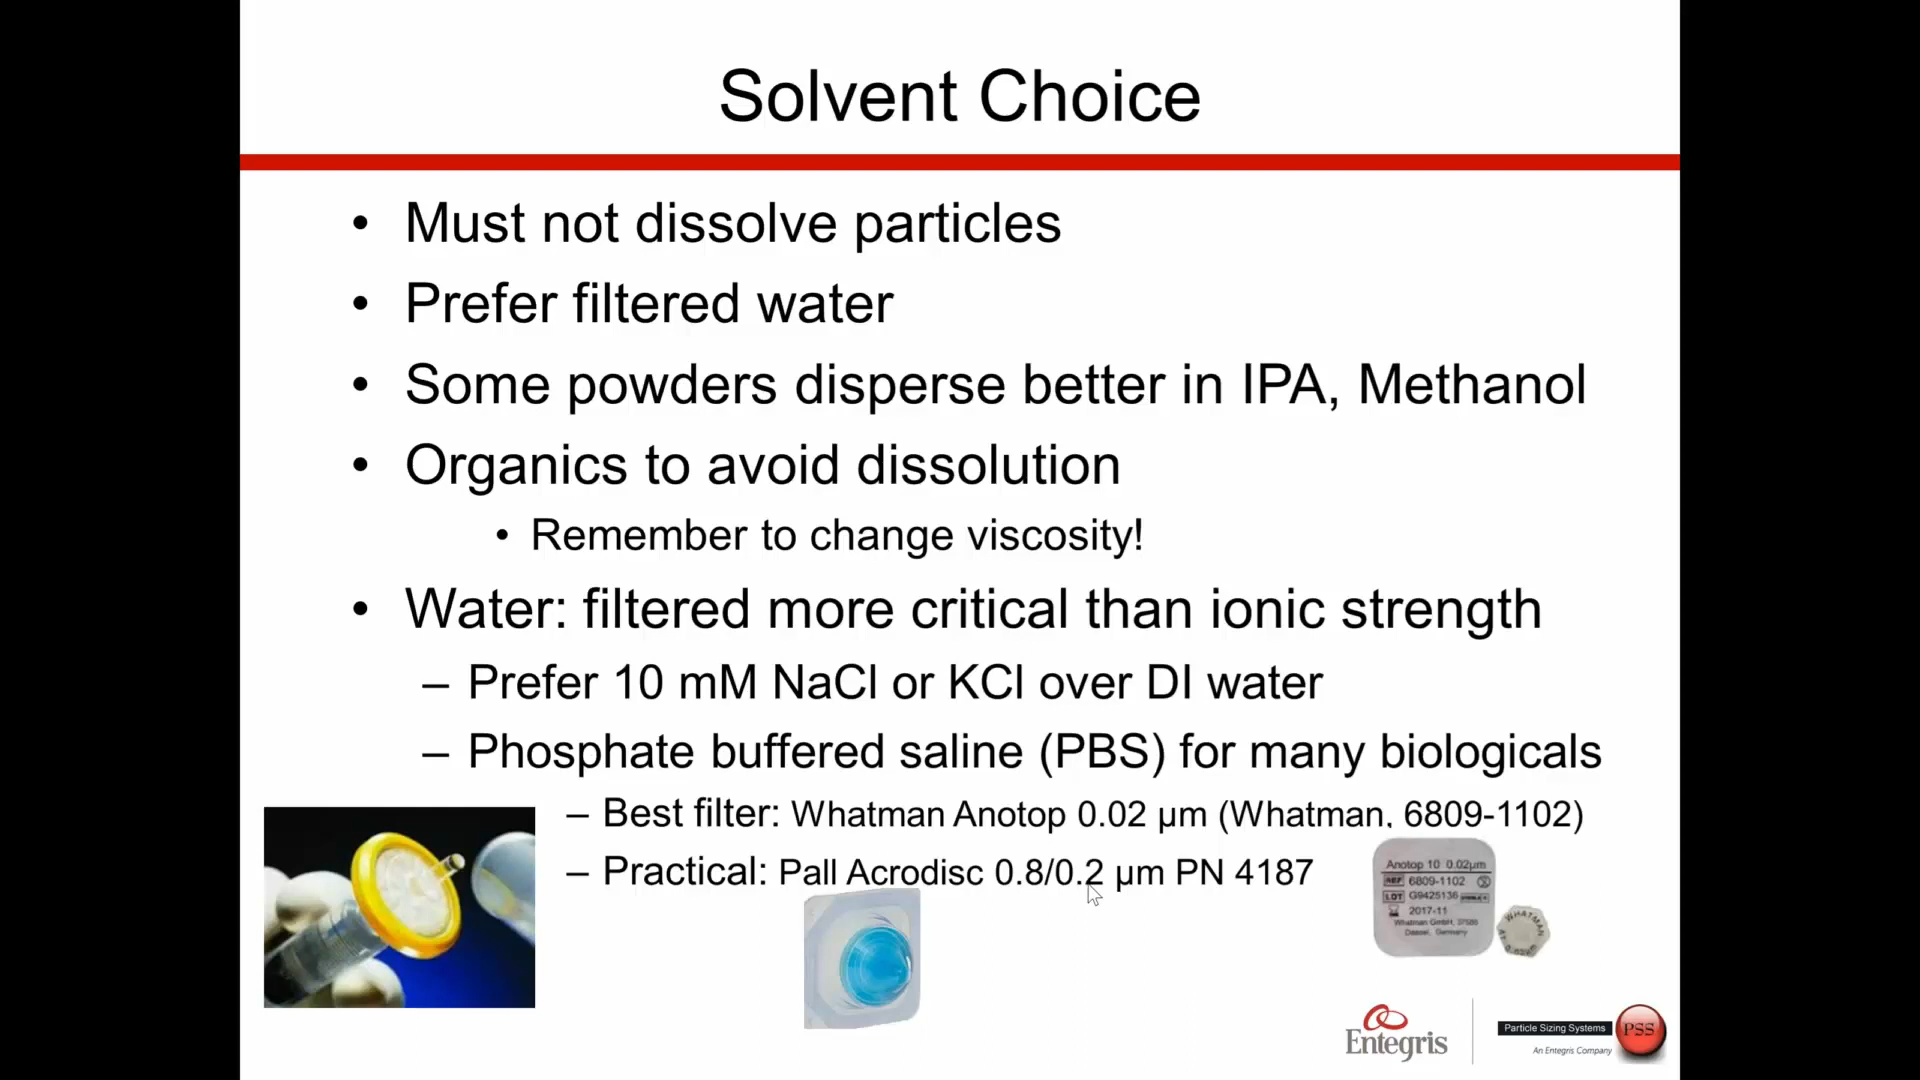 Solvent Choice
• Must not dissolve particles
• Prefer filtered water
• Some powders disperse better in IPA, Methanol
• Organics to avoid dissolution
• Remember to change viscosity!
• Water: filtered more critical than ionic strength
– Prefer 10 mM NaCl or KCl over DI water
– Phosphate buffered saline (PBS) for many biologicals
– Best filter: Whatman Anotop 0.02 µm (Whatman, 6809-1102)
– Practical: Pall Acrodisc 0.8/0.2 µm PN 4187
Anotop 10 0.02µm
REF 6809-1102
LOT G9425136
2017-11
Whatman GmbH, 37586
Dassel, Germany
WHATMAN
Entegris
Particle Sizing Systems
PSS
An Entegris Company